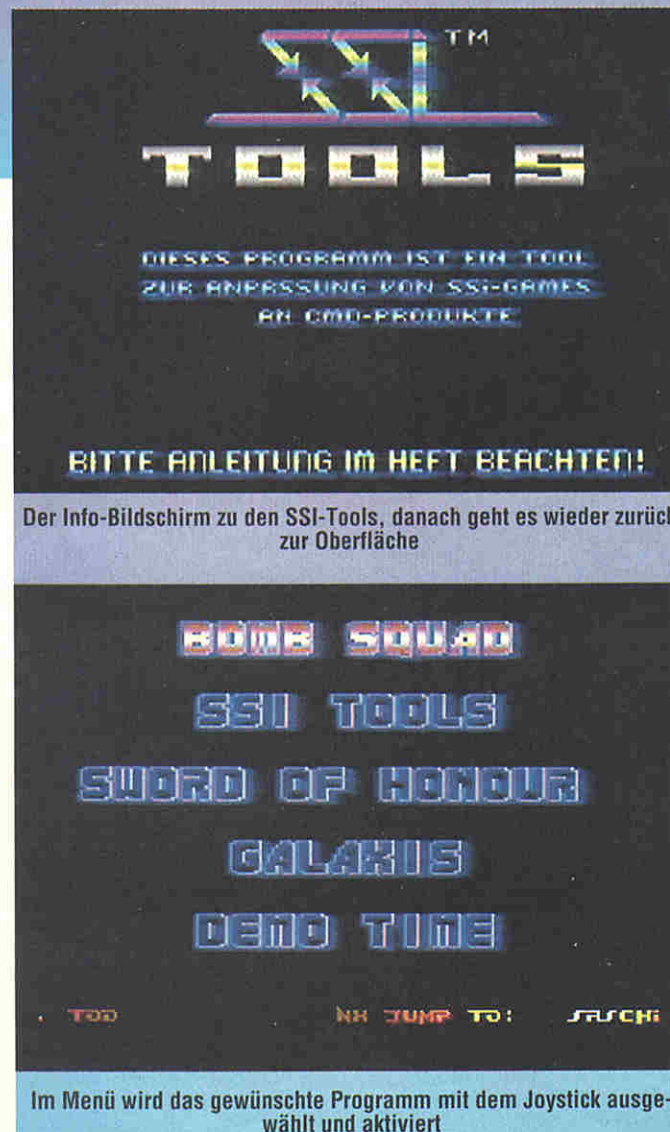 SSI TM
TOOLS
DIESES PROGRAMM IST EIN TOOL
ZUR ANPASSUNG VON SSi-GAMES
AN CMD-PRODUKTE
BITTE ANLEITUNG IM HEFT BEACHTEN!
Der Info-Bildschirm zu den SSI-Tools, danach geht es wieder zurück
zur Oberfläche
BOMB SQUAD
SSI TOOLS
SWORD OF HONOUR
GALAXIS
DEMO TIME
. TOD NX JUMP TO:
Im Menü wird das gewünschte Programm mit dem Joystick ausge-
wählt und aktiviert